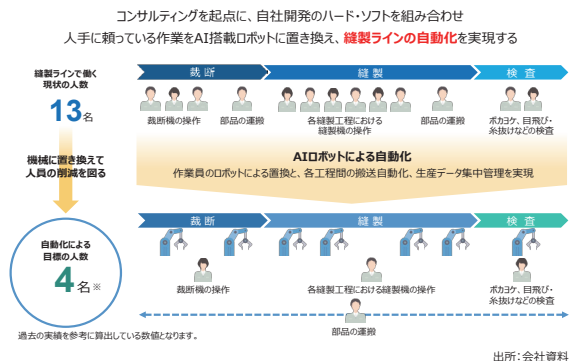 コンサルティングを起点に、自社開発のハード・ソフトを組み合わせ
人手に頼っている作業をAI搭載ロボットに置き換え、縫製ラインの自動化を実現する
縫製ラインで働く
現状の人数
13名
裁断
縫製
検査
裁断機の操作
部品の運搬
各縫製工程における
縫製機の操作
部品の運搬
ボカコケ、目飛び・
糸抜けなどの検査
機械に置き換えて
人員の削減を図る
AIロボットによる自動化
作業員のロボットによる置換と、各工程間の搬送自動化、生産データ集中管理を実現
自動化による
目標の人数
4名※
裁断
縫製
検査
裁断機の操作
各縫製工程における縫製機の操作
ボカコケ、目飛び・
糸抜けなどの検査
部品の運搬
過去の実績を参考に算出している数値となります。
出所：会社資料